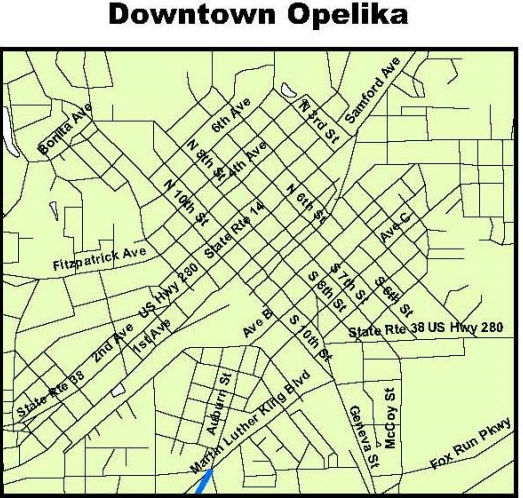 Downtown Opelika
Samford Ave
6th Ave
N 3rd St
Bonita Ave
N 8th St
4th Ave
N 10th St
N 6th St
State Rte 14
Ave C
Fitzpatrick Ave
US Hwy 280
S 7th St
S 8th St
S 6th St
2nd Ave
1st Ave
Ave B
S 10th St
State Rte 38 US Hwy 280
State Rte 38
Auburn St
Martin Luther King Blvd
Geneva St
McCoy St
Fox Run Pkwy